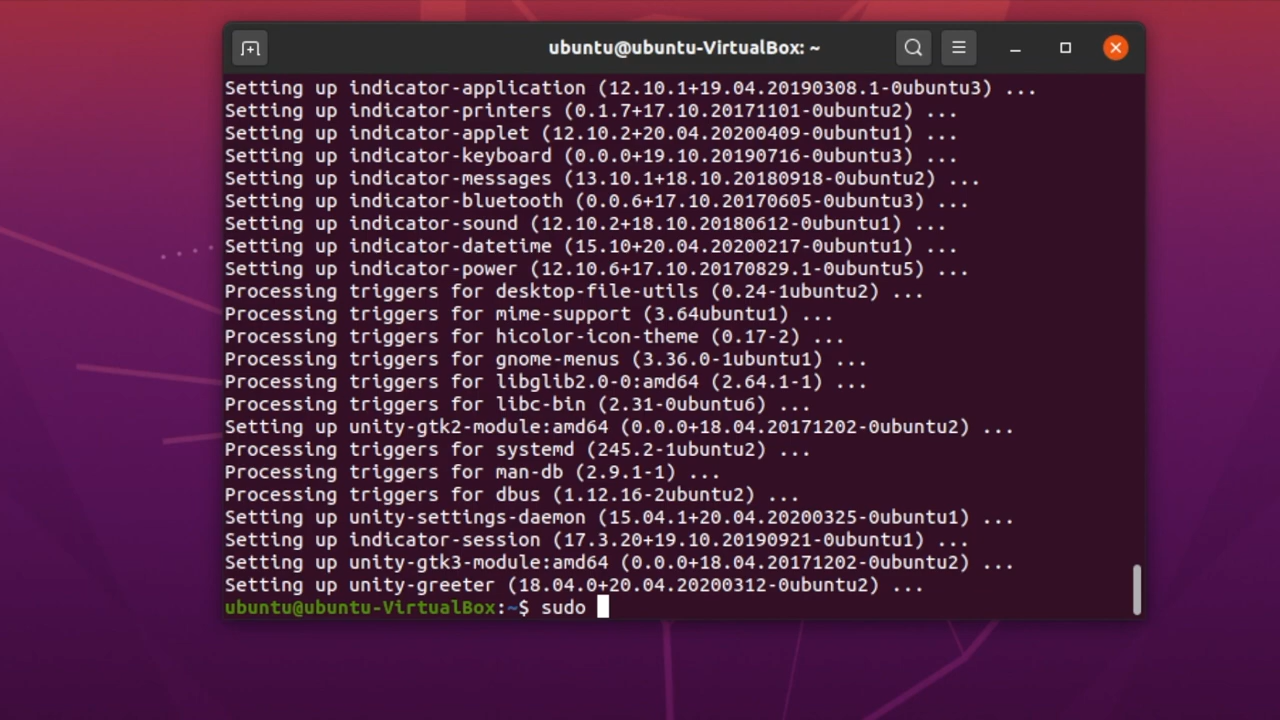 ubuntu@ubuntu-VirtualBox: ~
Setting up indicator-application (12.10.1+19.04.20190308.1-0ubuntu3) ...
Setting up indicator-printers (0.1.7+17.20171101-0ubuntu2) ...
Setting up indicator-applet (12.10.2+20.04.20200409-0ubuntu1) ...
Setting up indicator-keyboard (0.0.0+19.10.20190716-0ubuntu3) ...
Setting up indicator-messages (13.10.1+18.10.20180918-0ubuntu2) ...
Setting up indicator-bluetooth (0.0.6+17.10.20170605-0ubuntu3) ...
Setting up indicator-sound (12.10.2+18.10.20180612-0ubuntu1) ...
Setting up indicator-datetime (15.10+20.04.20200217-0ubuntu1) ...
Setting up indicator-power (12.10.6+17.10.20170829.1-0ubuntu5) ...
Processing triggers for desktop-file-utils (0.24-1ubuntu2) ...
Processing triggers for mime-support (3.64ubuntu1) ...
Processing triggers for hicolor-icon-theme (0.17-2) ...
Processing triggers for gnome-menus (3.36.0-1ubuntu1) ...
Processing triggers for libglib2.0-0:amd64 (2.64.1-1) ...
Processing triggers for libc-bin (2.31-0ubuntu6) ...
Setting up unity-gtk2-module:amd64 (0.0.0+18.04.20171202-0ubuntu2) ...
Processing triggers for systemd (245.2-1ubuntu2) ...
Processing triggers for man-db (2.9.1-1) ...
Processing triggers for dbus (1.12.16-2ubuntu2) ...
Setting up unity-settings-daemon (15.04.1+20.04.20200325-0ubuntu1) ...
Setting up indicator-session (17.3.20+19.10.20190921-0ubuntu1) ...
Setting up unity-gtk3-module:amd64 (0.0.0+18.04.20171202-0ubuntu2) ...
Setting up unity-greeter (18.04.0+20.04.20200312-0ubuntu2) ...
ubuntu@ubuntu-VirtualBox:~$ sudo